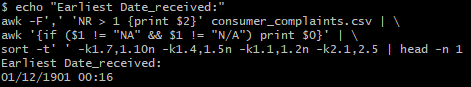 $ echo "Earliest Date_received:"
awk -F',' 'NR > 1 {print $2}' consumer_complaints.csv | \
awk '{if ($1 != "NA" && $1 != "N/A") print $0}' | \
sort -t' ' -k1.7,1.10n -k1.4,1.5n -k1.1,1.2n -k2.1,2.5 | head -n 1
Earliest Date_received:
01/12/1901 00:16